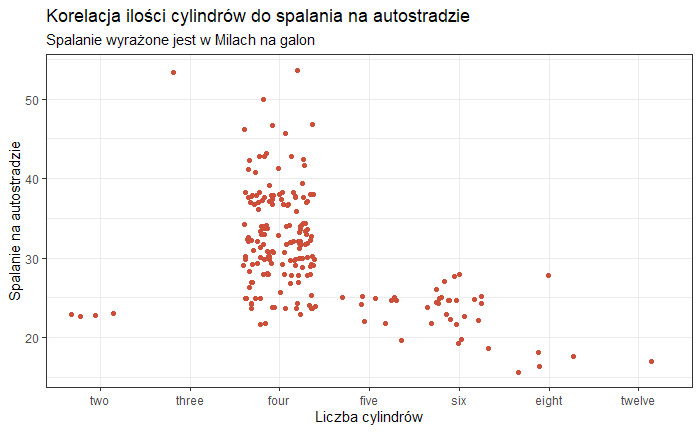 Korelacja ilości cylindrów do spalania na autostradzie
Spalanie wyrażone jest w Milach na galon
Spalanie na autostradzie
50
40
30
20
two three four five six eight twelve
Liczba cylindrów